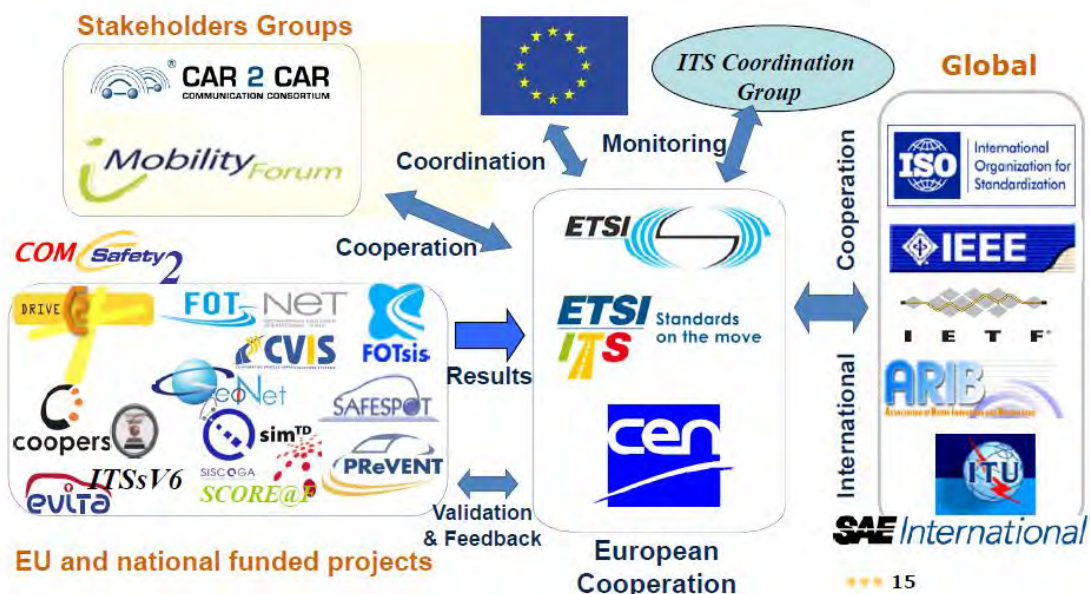 Stakeholders Groups
CAR 2 CAR
COMMUNICATION CONSORTIUM
iMobility Forum
ITS Coordination
Group
Global
Coordination
Monitoring
Cooperation
COM Safety 2
DRIVE
FOT NET
CVIS
FOTsis
GeoNet
SAFESPOT
coopers
simTD
SISCOGA
ITSsV6
SCORE@F
PReVENT
evita
EU and national funded projects
Results
Validation
& Feedback
ETSI
ETSI
ITS
Standards
on the move
cen
European
Cooperation
Cooperation
International
ISO
International
Organization for
Standardization
IEEE
I E T F
ARIB
ITU
SAE International
15